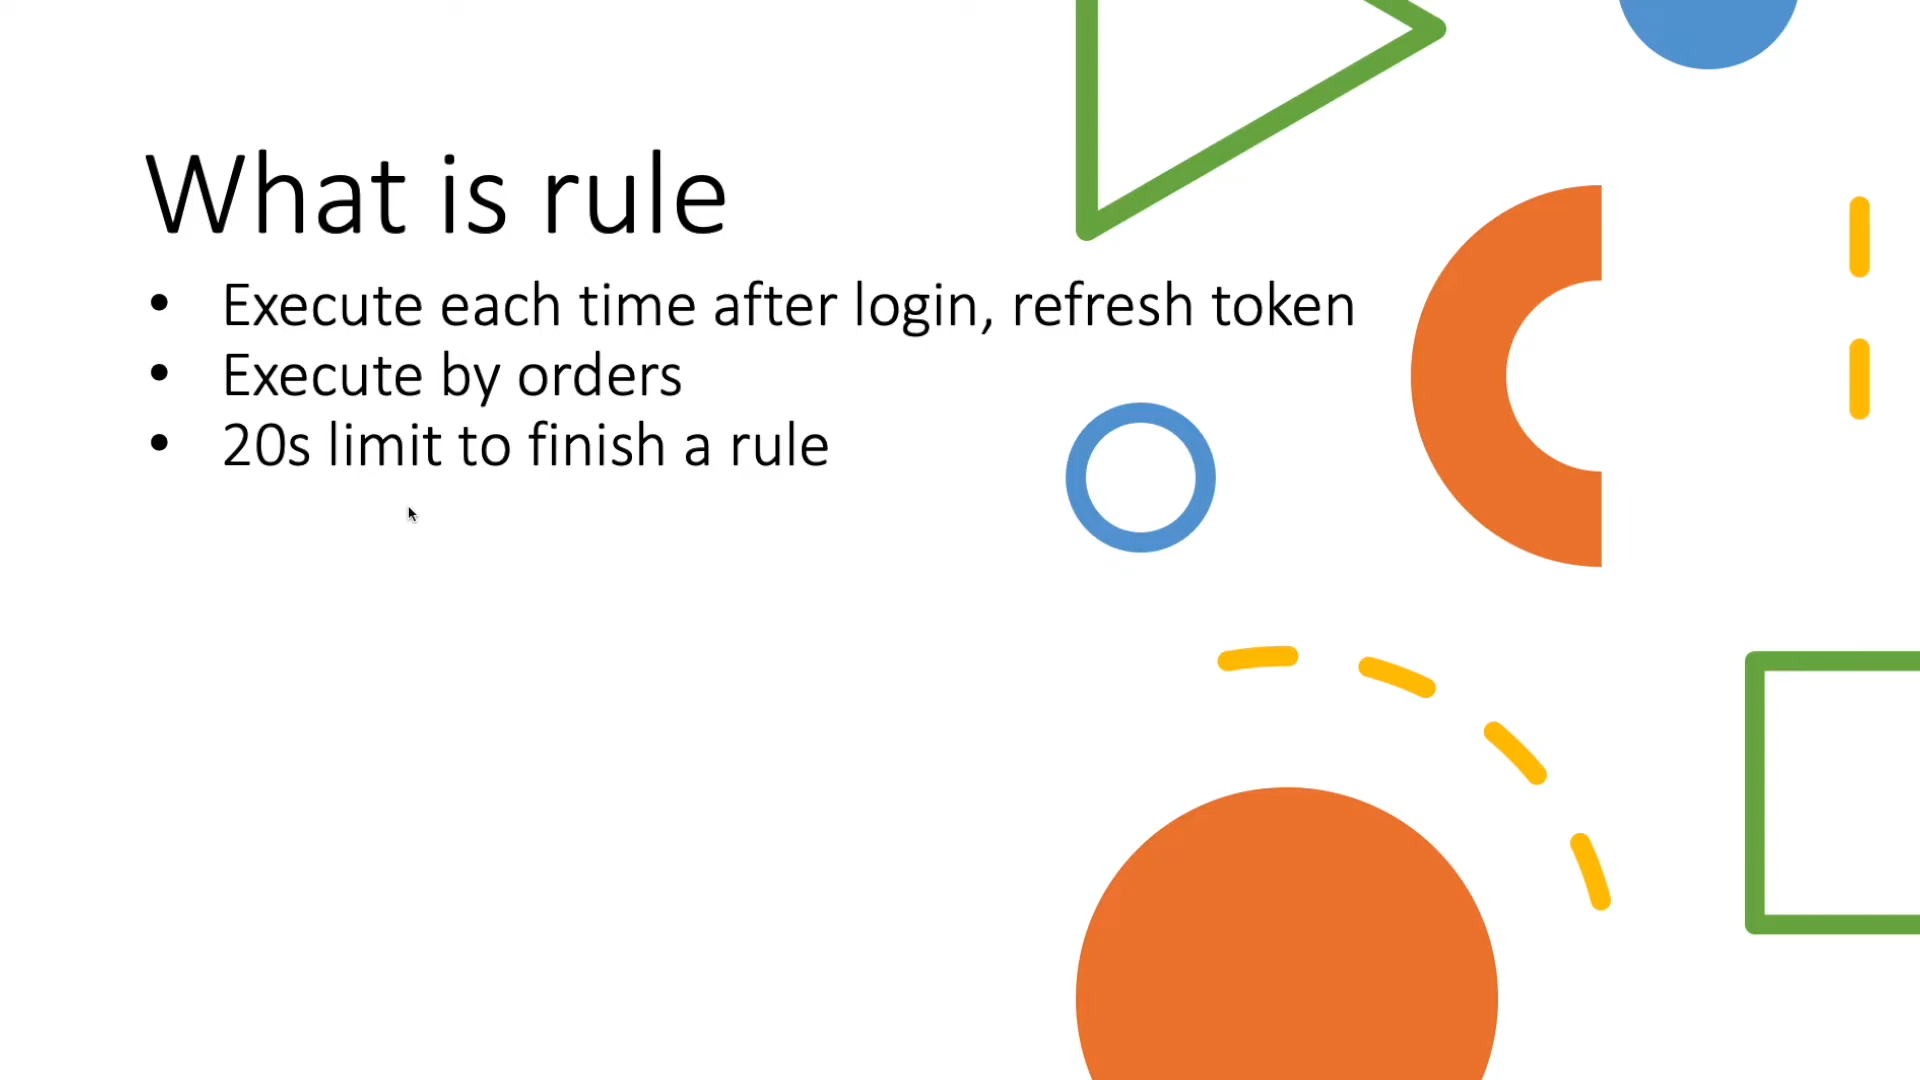 What is rule
• Execute each time after login, refresh token
• Execute by orders
• 20s limit to finish a rule